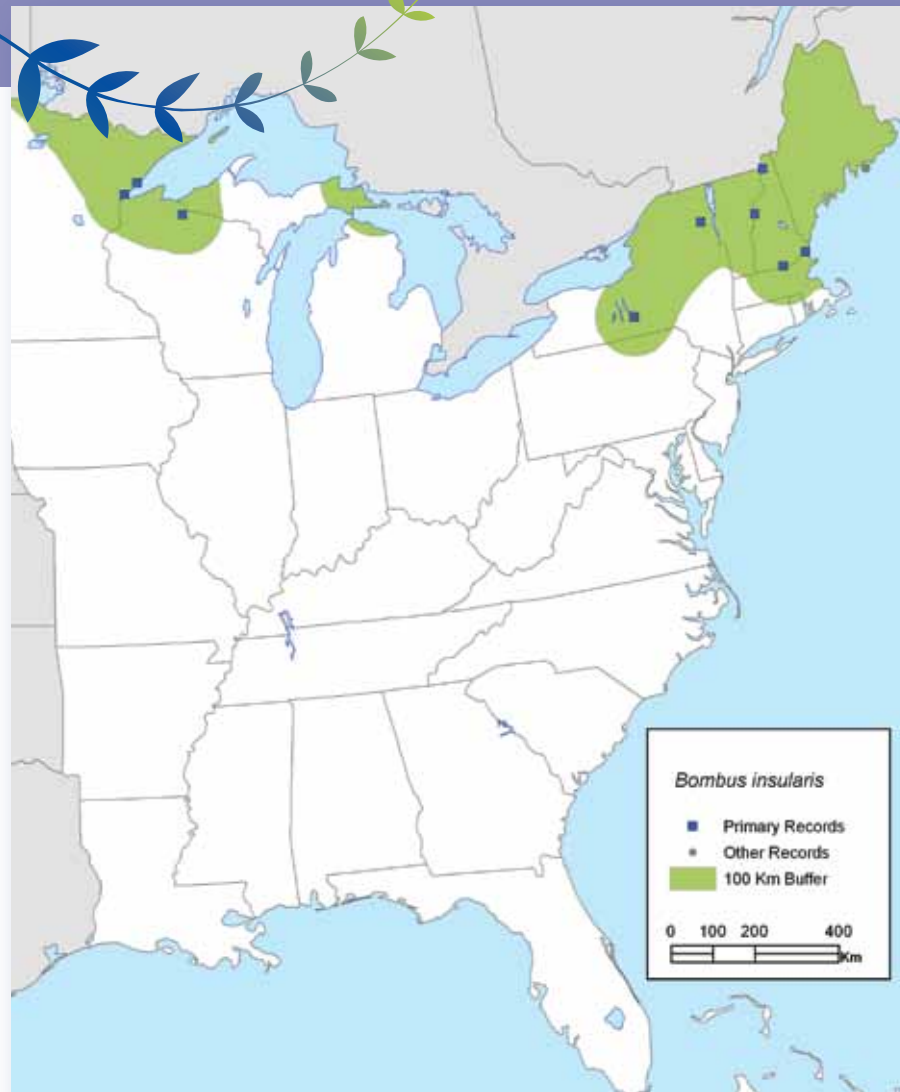 Bombus insularis
Primary Records
Other Records
100 Km Buffer
0 100 200 400
Km